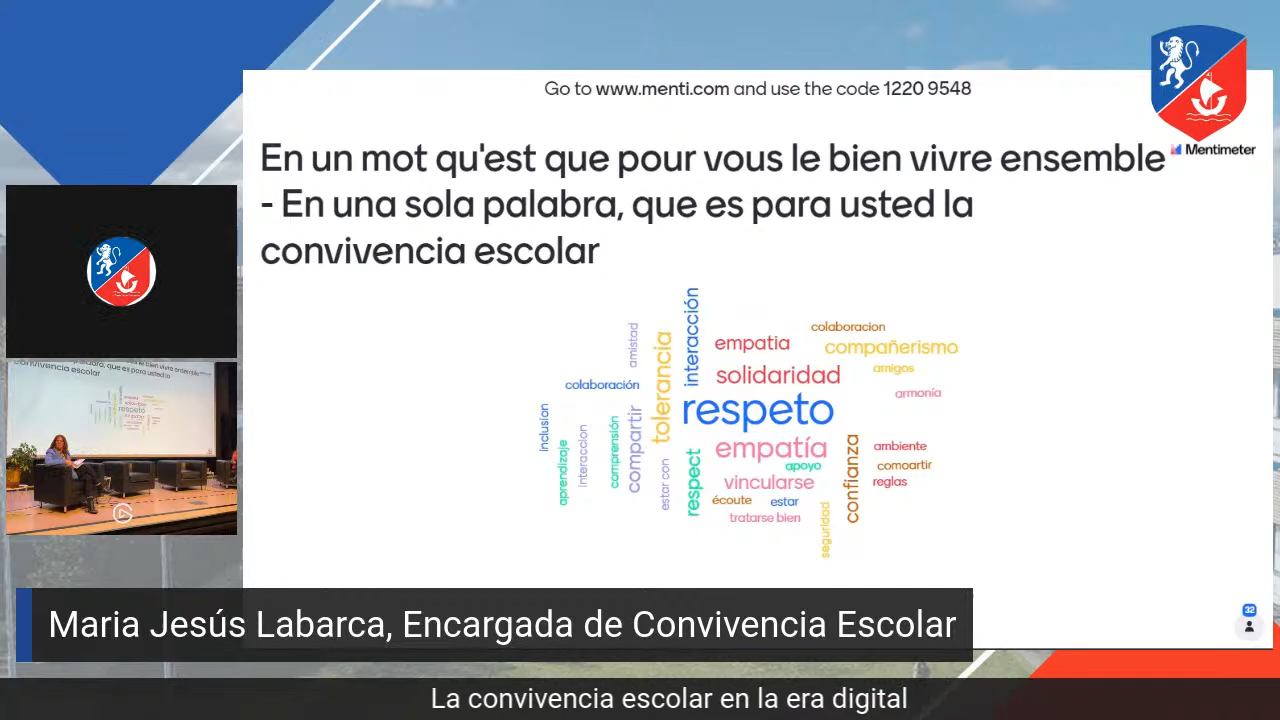 Go to www.menti.com and use the code 1220 9548
Mentimeter
En un mot qu'est que pour vous le bien vivre ensemble
- En una sola palabra, que es para usted la
convivencia escolar
interacción
amistad
tolerancia
empatia
colaboracion
compañerismo
solidaridad
amigos
colaboración
armonía
respeto
inclusion
aprendizaje
interaccion
comprensión
compartir
estar con
respect
empatía
apoyo
confianza
ambiente
comoartir
vincularse
reglas
écoute
estar
tratarse bien
seguridad
32
Maria Jesús Labarca, Encargada de Convivencia Escolar
La convivencia escolar en la era digital